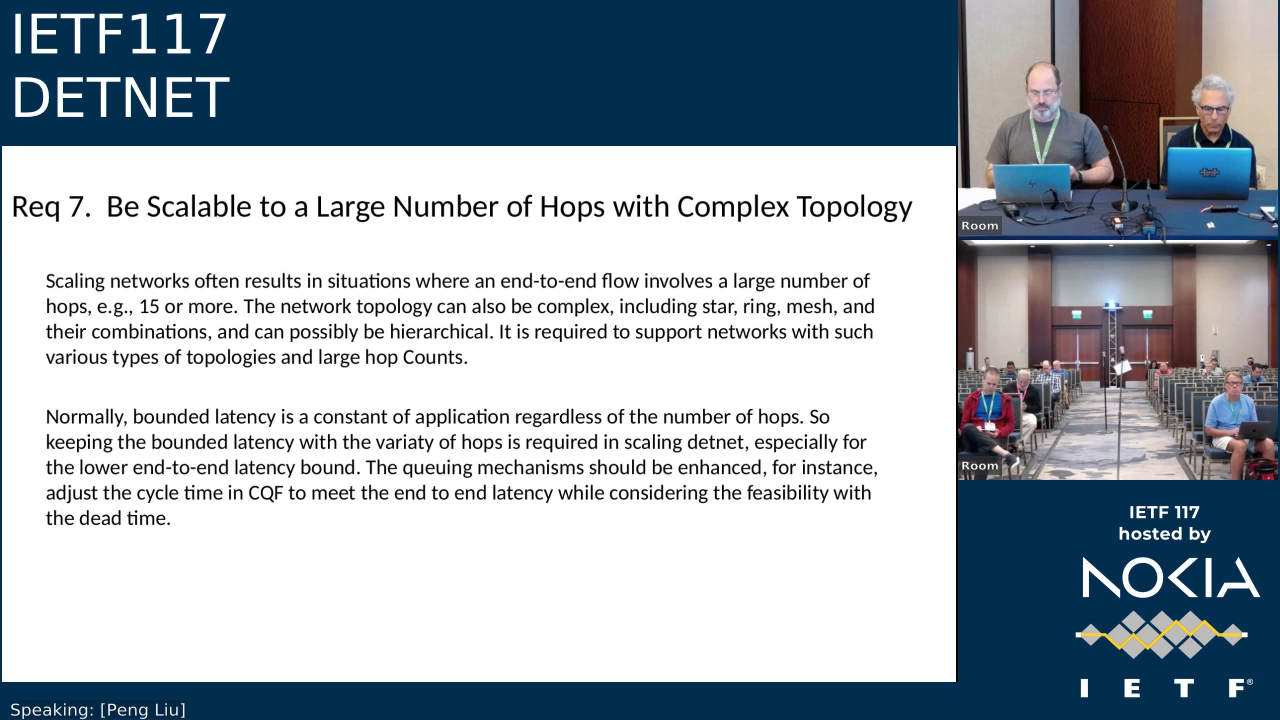 IETF117
DETNET
Req 7.  Be Scalable to a Large Number of Hops with Complex Topology
Scaling networks often results in situations where an end-to-end flow involves a large number of
hops, e.g., 15 or more. The network topology can also be complex, including star, ring, mesh, and
their combinations, and can possibly be hierarchical. It is required to support networks with such
various types of topologies and large hop Counts.
Normally, bounded latency is a constant of application regardless of the number of hops. So
keeping the bounded latency with the variaty of hops is required in scaling detnet, especially for
the lower end-to-end latency bound. The queuing mechanisms should be enhanced, for instance,
adjust the cycle time in CQF to meet the end to end latency while considering the feasibility with
the dead time.
Room
Room
IETF 117
hosted by
NOKIA
I E T F®
Speaking: [Peng Liu]